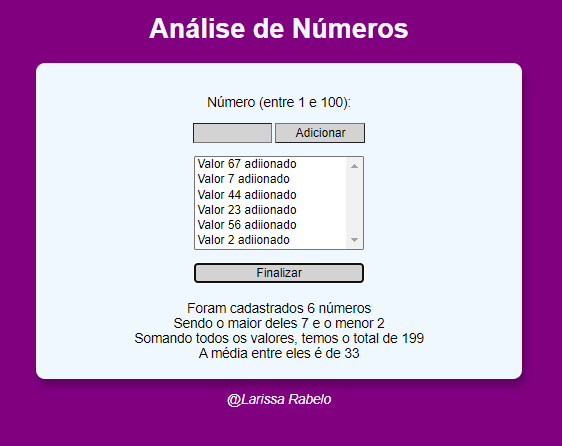 Análise de Números
Número (entre 1 e 100):
Adicionar
Valor 67 adiionado
Valor 7 adiionado
Valor 44 adiionado
Valor 23 adiionado
Valor 56 adiionado
Valor 2 adiionado
Finalizar
Foram cadastrados 6 números
Sendo o maior deles 7 e o menor 2
Somando todos os valores, temos o total de 199
A média entre eles é de 33
@Larissa Rabelo